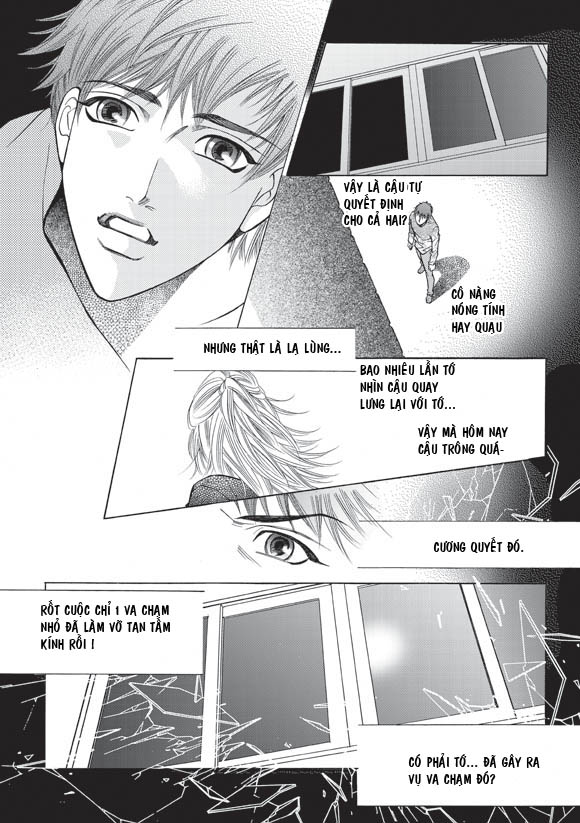 VẬY LÀ CẬU TỰ
QUYẾT ĐỊNH
CHO CẢ HAI?
CÔ NÀNG
NÓNG TÍNH
HAY QUẠU
NHƯNG THẬT LÀ LẠ LÙNG...
BAO NHIÊU LẦN TỚ
NHÌN CẬU QUAY
LƯNG LẠI VỚI TỚ...
VẬY MÀ HÔM NAY
CẬU TRÔNG QUÁ-
CƯƠNG QUYẾT ĐÓ.
RỐT CUỘC CHỈ 1 VA CHẠM
NHỎ ĐÃ LÀM VỠ TAN TẤM
KÍNH RỒI !
CÓ PHẢI TỚ... ĐÃ GÂY RA
VỤ VA CHẠM ĐÓ?